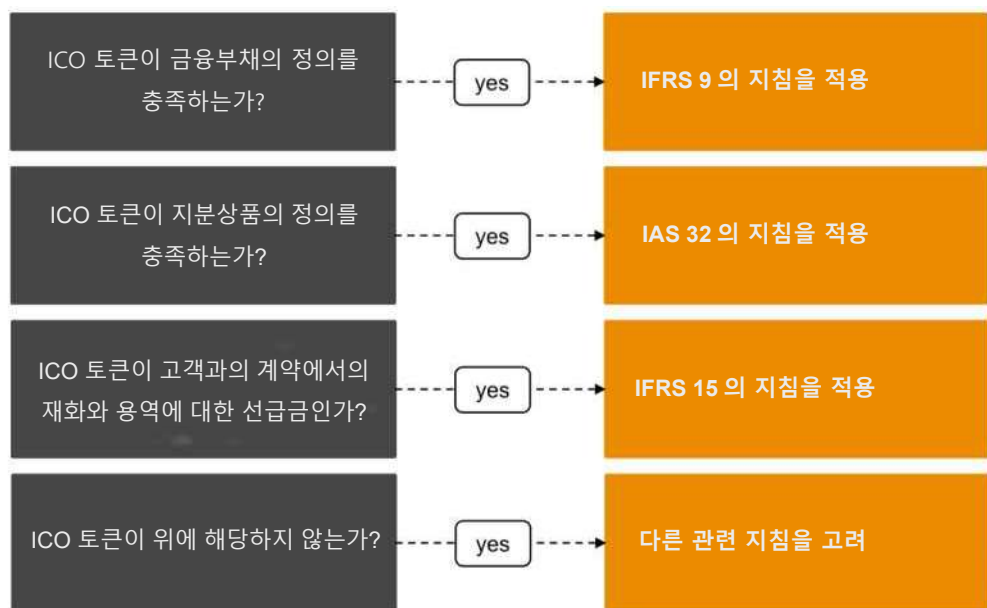 ICO 토큰이 금융부채의 정의를
충족하는가?
yes
IFRS 9 의 지침을 적용
ICO 토큰이 지분상품의 정의를
충족하는가?
yes
IAS 32 의 지침을 적용
ICO 토큰이 고객과의 계약에서의
재화와 용역에 대한 선급금인가?
yes
IFRS 15 의 지침을 적용
ICO 토큰이 위에 해당하지 않는가?
yes
다른 관련 지침을 고려